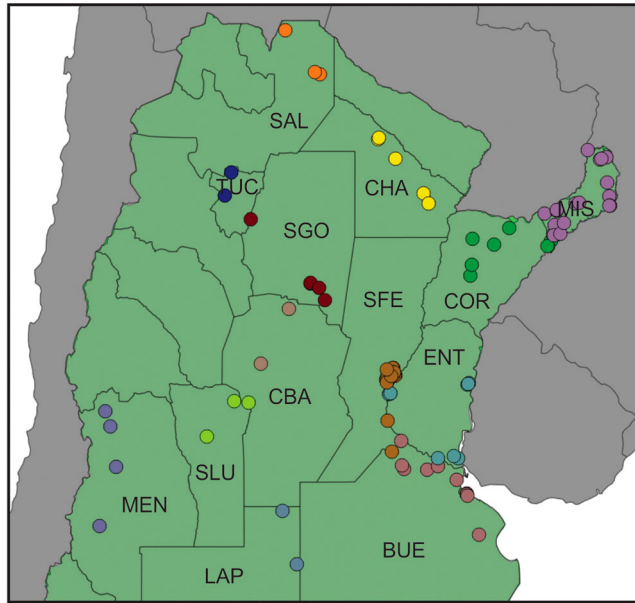 SAL
TUC
CHA
MIS
SGO
SFE
COR
ENT
CBA
SLU
MEN
BUE
LAP